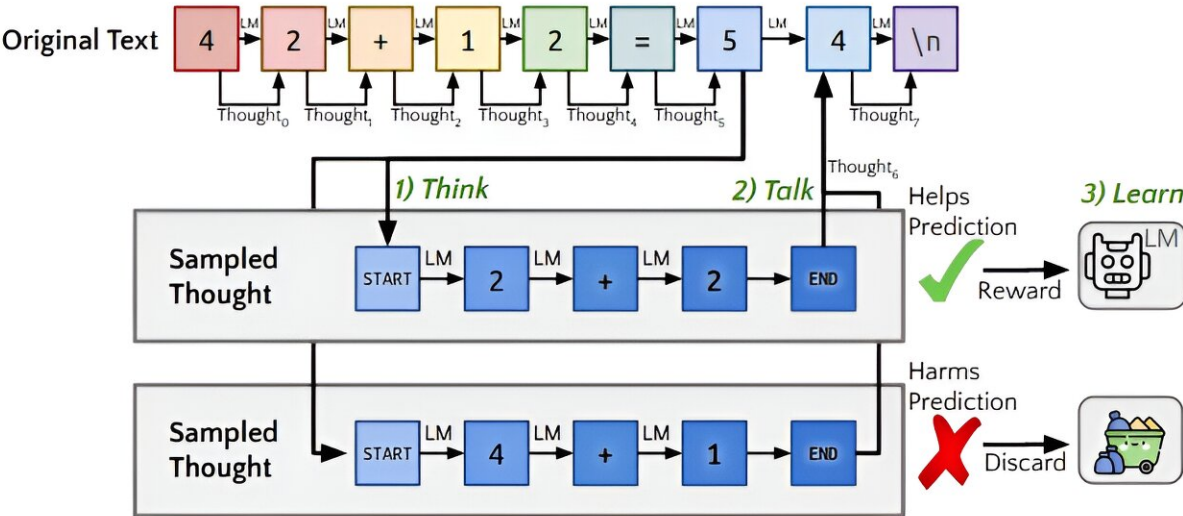 LM LM LM LM LM LM LM LM
Original Text 4 2 + 1 2 = 5 4 \n
Thought₀ Thought₁ Thought₂ Thought₃ Thought₄ Thought₅ Thought₇
Thought₆
1) Think 2) Talk Helps
Prediction 3) Learn
LM
Sampled
Thought
LM LM LM
START 2 + 2 END
Reward
Harms
Prediction
Sampled
Thought
LM LM LM
START 4 + 1 END
Discard